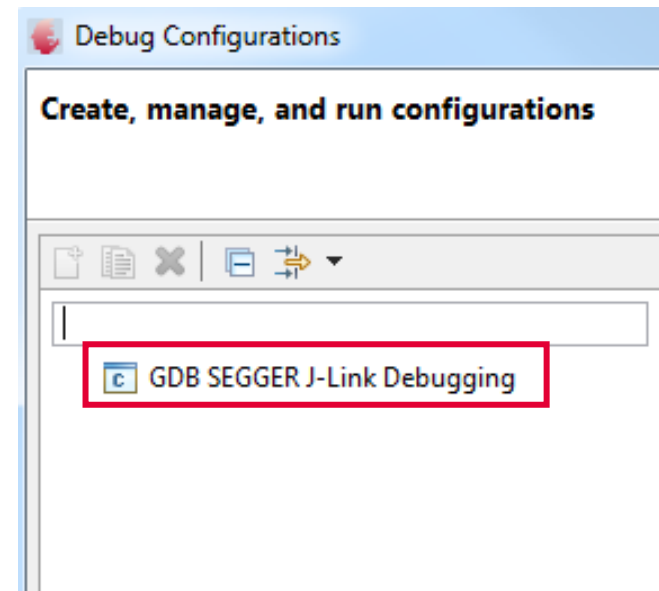 Debug Configurations
Create, manage, and run configurations
GDB SEGGER J-Link Debugging